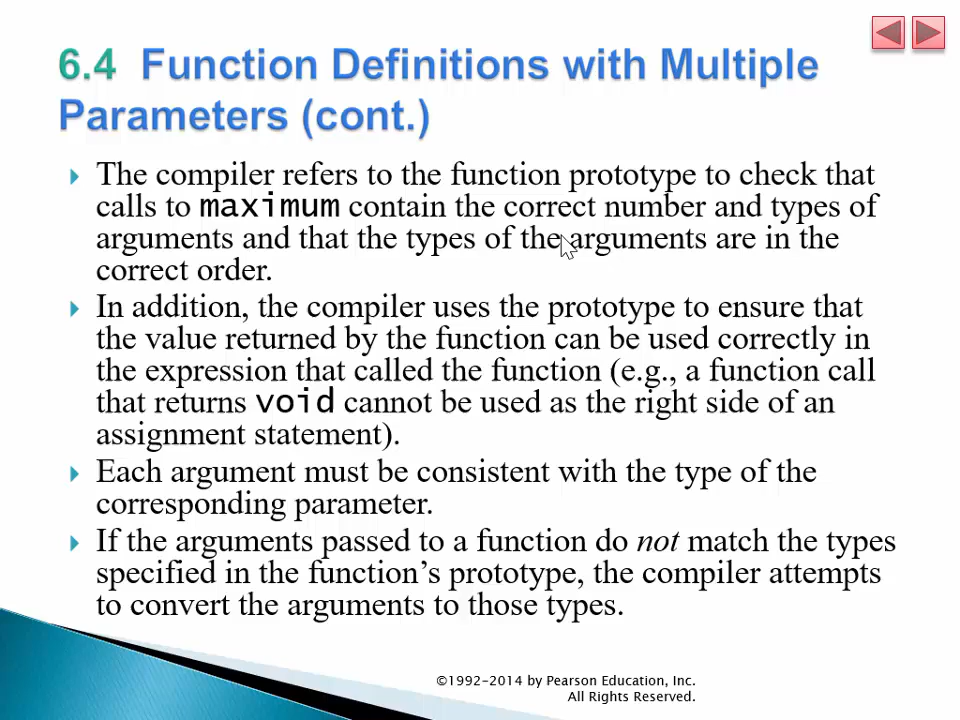 6.4 Function Definitions with Multiple
Parameters (cont.)
The compiler refers to the function prototype to check that
calls to maximum contain the correct number and types of
arguments and that the types of the arguments are in the
correct order.
In addition, the compiler uses the prototype to ensure that
the value returned by the function can be used correctly in
the expression that called the function (e.g., a function call
that returns void cannot be used as the right side of an
assignment statement).
Each argument must be consistent with the type of the
corresponding parameter.
If the arguments passed to a function do not match the types
specified in the function’s prototype, the compiler attempts
to convert the arguments to those types.
©1992-2014 by Pearson Education, Inc.
All Rights Reserved.